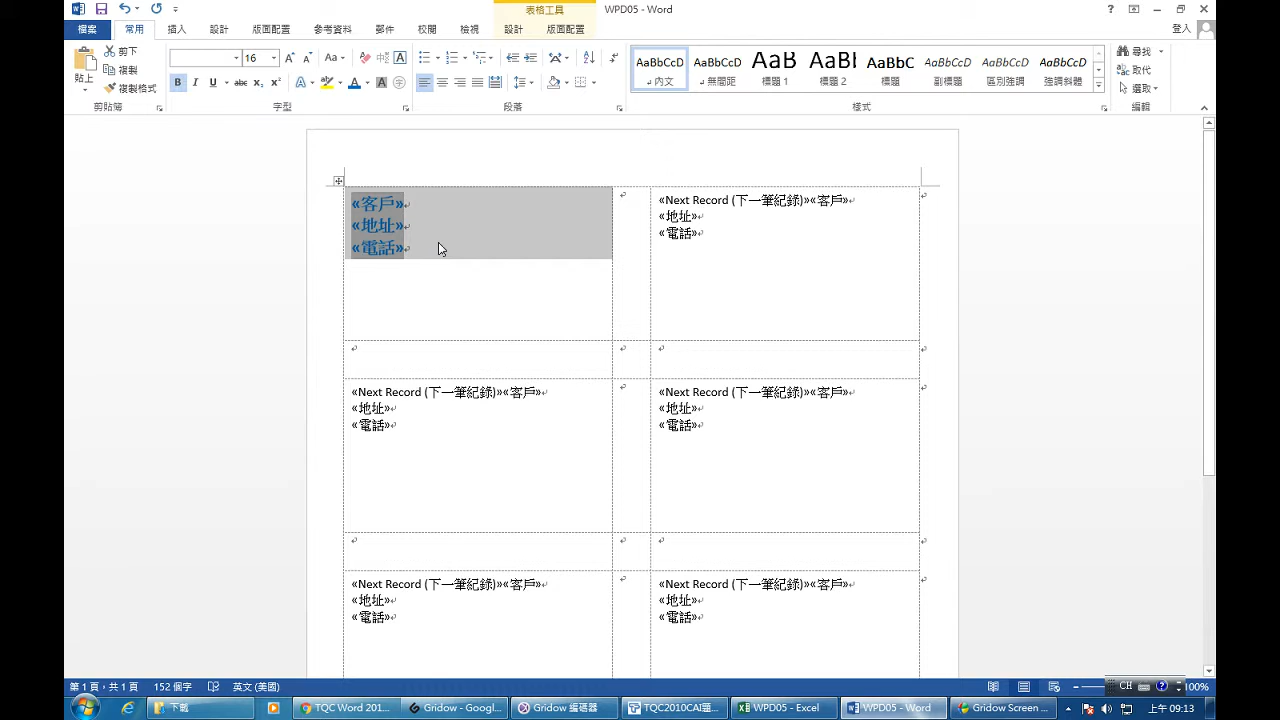 表格工具
WPD05 - Word
檔案 常用 插入 設計 版面配置 參考資料 郵件 校閱 檢視 設計 版面配置 登入
貼上 剪下
複製
複製格式
剪貼簿
16
字型
段落
AaBbCcD 內文
AaBbCcD 無間距
AaB 標題 1
AaBl 標題 2
AaBbC 標題
AaBbCcD 副標題
AaBbCcD 區別強調
AaBbCcD 強調斜體
樣式
尋找
取代
選取
編輯
«客戶»
«地址»
«電話»
«Next Record (下一筆紀錄)»«客戶»
«地址»
«電話»
«Next Record (下一筆紀錄)»«客戶»
«地址»
«電話»
«Next Record (下一筆紀錄)»«客戶»
«地址»
«電話»
«Next Record (下一筆紀錄)»«客戶»
«地址»
«電話»
«Next Record (下一筆紀錄)»«客戶»
«地址»
«電話»
第 1 頁，共 1 頁 152 個字 英文 (美國) CH 100%
下載 TQC Word 201... Gridow - Googl... Gridow 編碼器 WPD05 - Excel WPD05 - Word Gridow Screen ... 上午 09:13